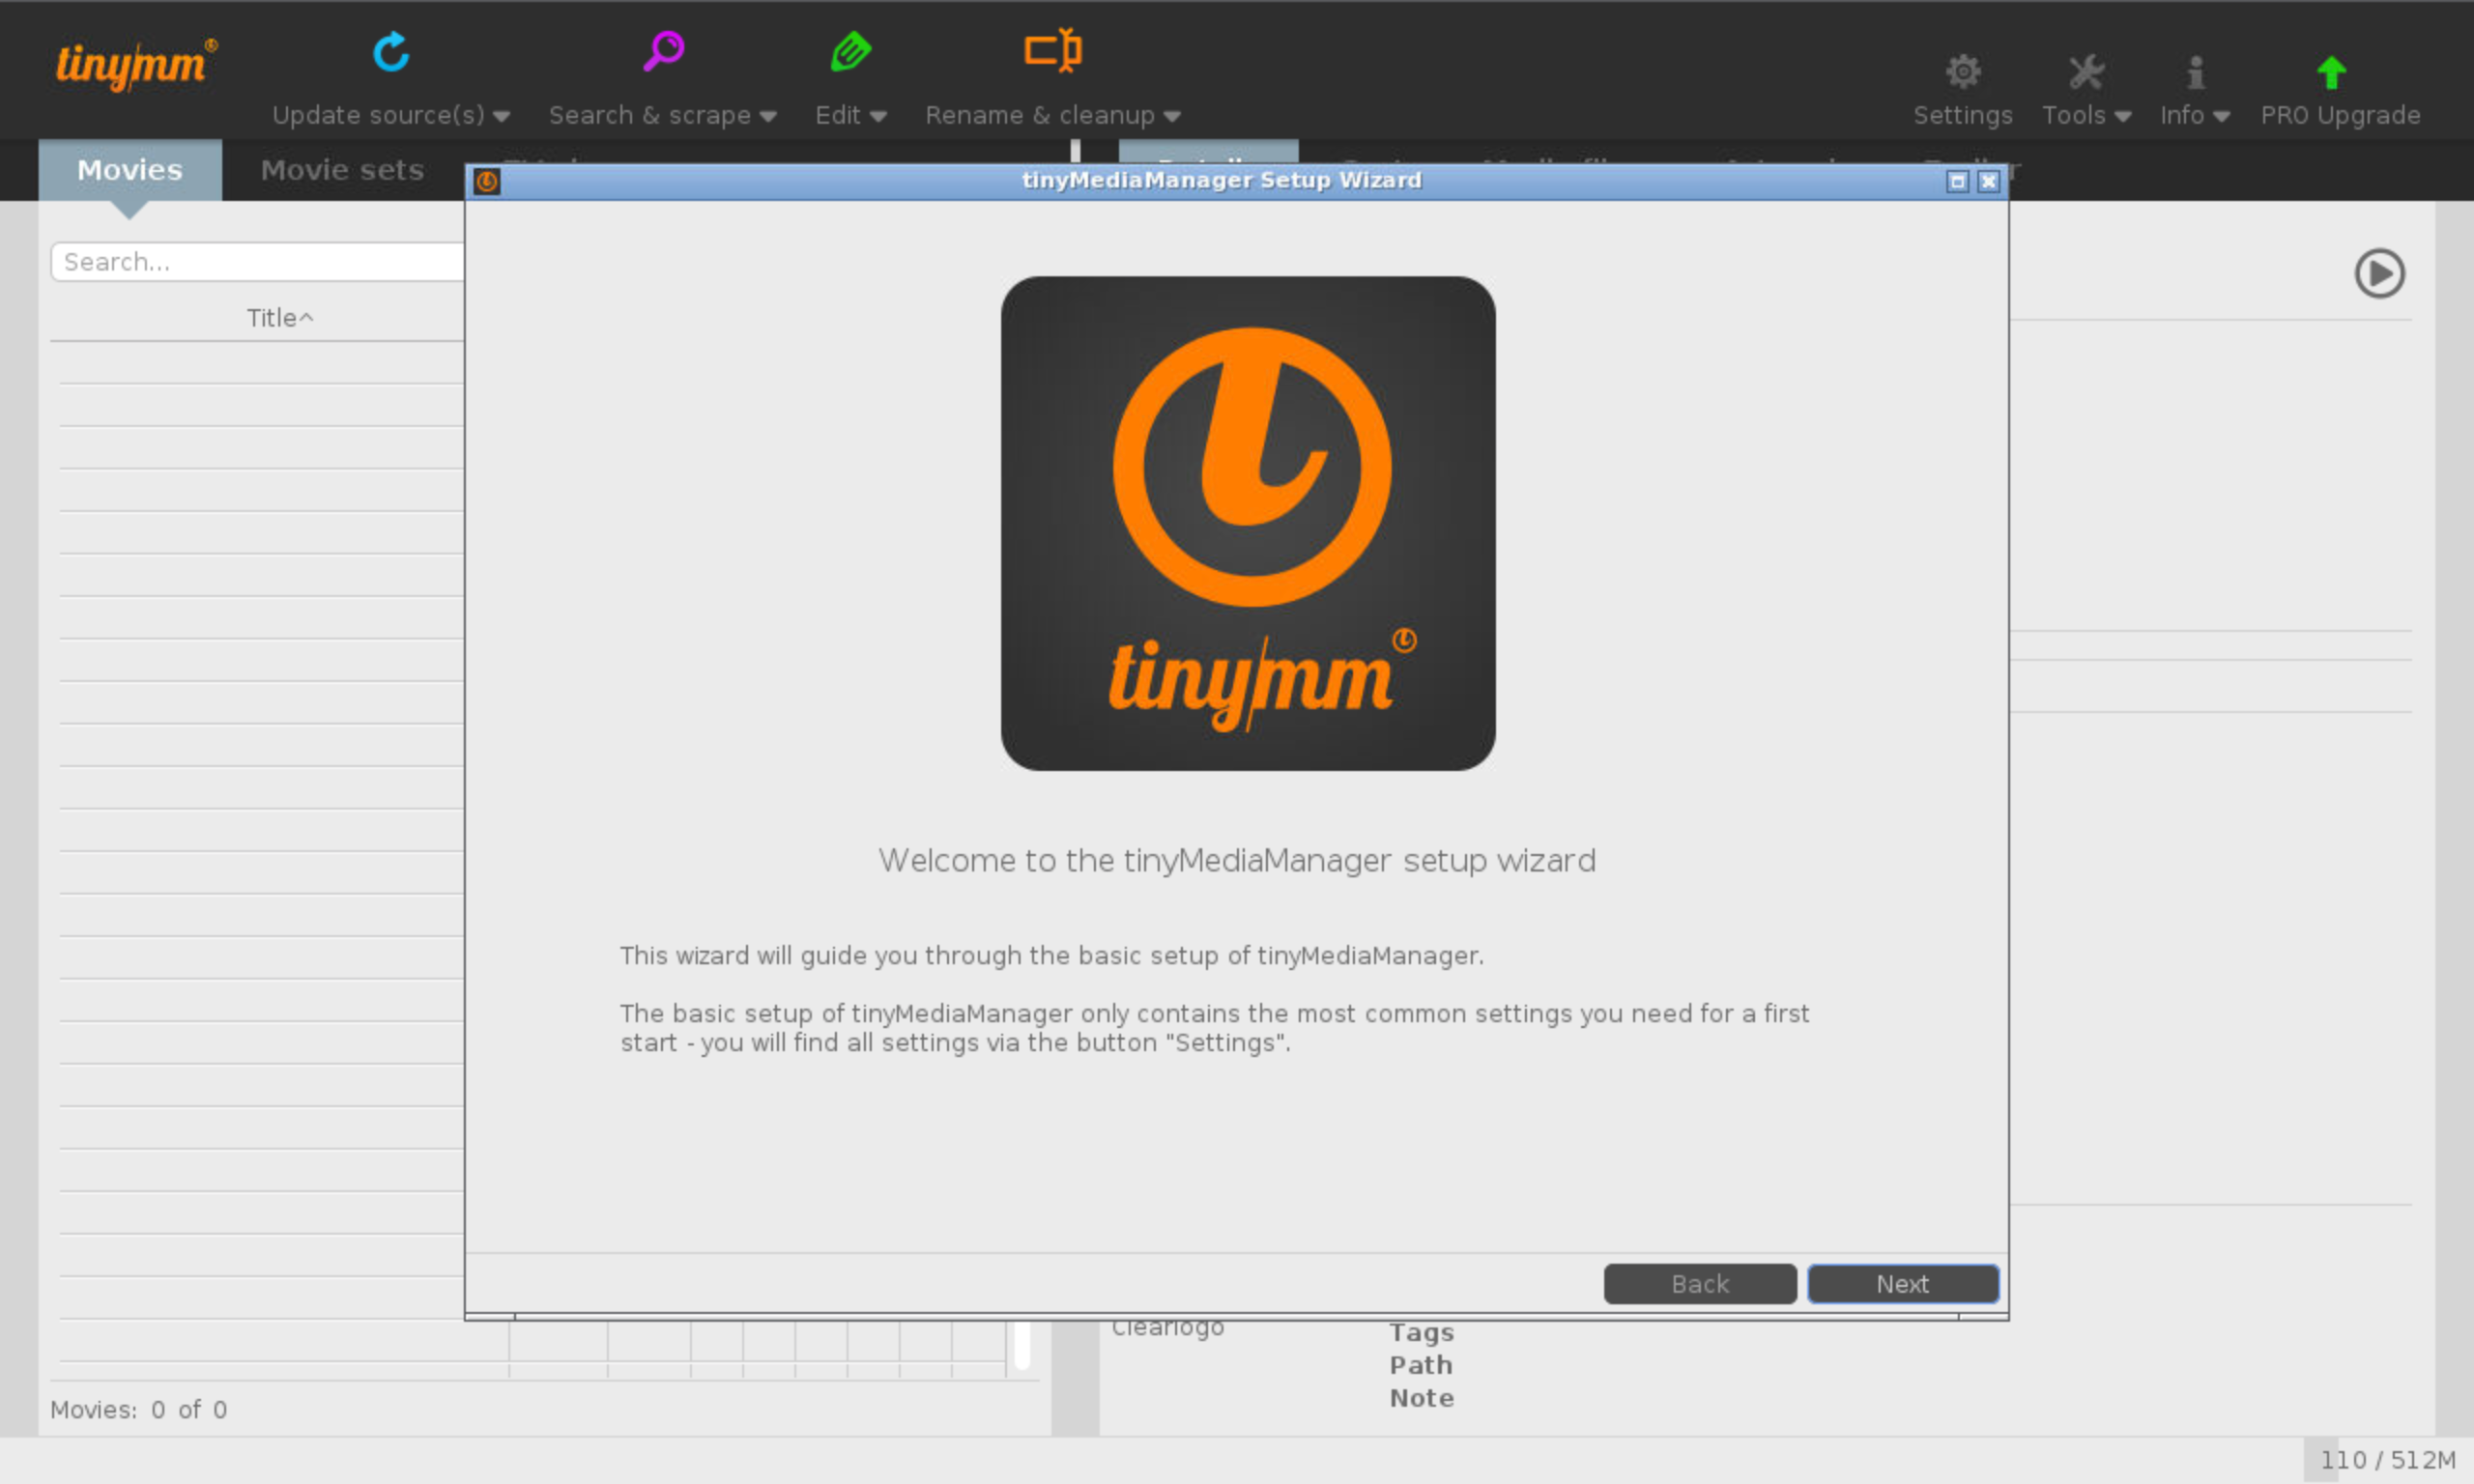 tinymm
Update source(s)
Search & scrape
Edit
Rename & cleanup
Settings
Tools
Info
PRO Upgrade
Movies
Movie sets
tinyMediaManager Setup Wizard
Search...
Title
tinymm
Welcome to the tinyMediaManager setup wizard
This wizard will guide you through the basic setup of tinyMediaManager.
The basic setup of tinyMediaManager only contains the most common settings you need for a first
start - you will find all settings via the button "Settings".
Back
Next
Clearlogo
Tags
Path
Note
Movies: 0 of 0
110 / 512M